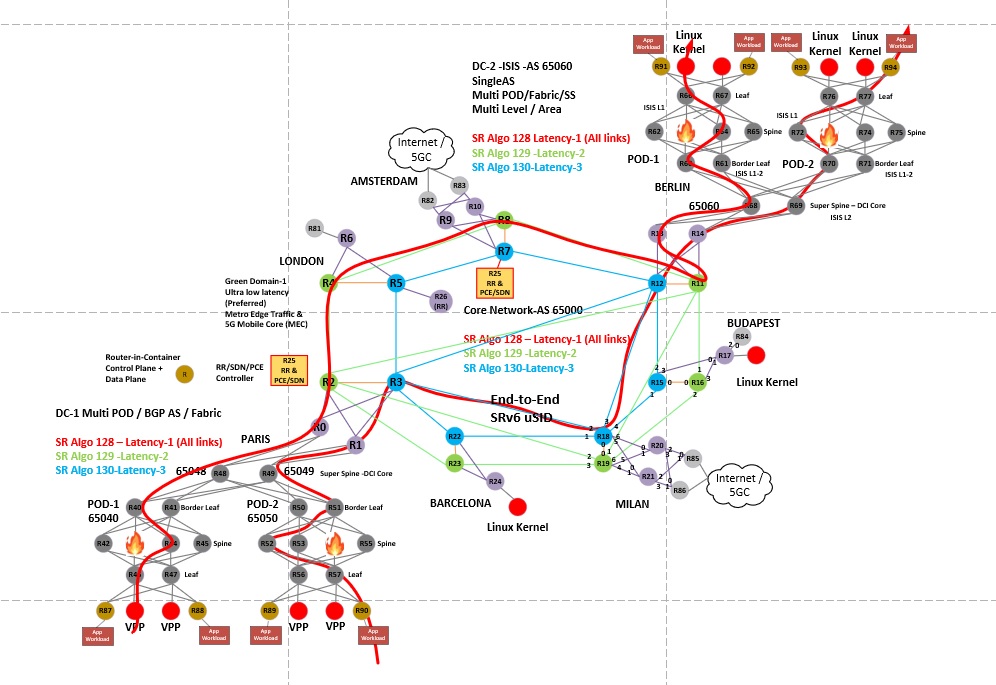 App
Workload
Linux
Kernel
App
Workload
App
Workload
Linux
Kernel
Linux
Kernel
App
Workload
R91
R92
R93
R94
DC-2 -ISIS -AS 65060
SingleAS
Multi POD/Fabric/SS
Multi Level / Area
SR Algo 128 Latency-1 (All links)
SR Algo 129 -Latency-2
SR Algo 130-Latency-3
R66
R67
Leaf
R76
R77
Leaf
ISIS L1
ISIS L1
R62
R64
R65
Spine
R72
R74
R75
Spine
POD-1
R61
Border Leaf
ISIS L1-2
POD-2
R70
R71
Border Leaf
ISIS L1-2
BERLIN
65060
R68
R69
Super Spine – DCI Core
ISIS L2
Internet /
5GC
AMSTERDAM
R83
R82
R10
R9
R8
R7
R81
R6
R13
R14
LONDON
R4
R5
R12
R11
R25
RR &
PCE/SDN
R26
(RR)
Green Domain-1
Ultra low latency
(Preferred)
Metro Edge Traffic &
5G Mobile Core (MEC)
Core Network-AS 65000
SR Algo 128 – Latency-1 (All links)
SR Algo 129 -Latency-2
SR Algo 130-Latency-3
BUDAPEST
R84
2
0
R17
0
1
1
Linux Kernel
Router-in-Container
Control Plane +
Data Plane
R
RR/SDN/PCE
Controller
R25
RR &
PCE/SDN
R2
R3
2
3
R15
0
0
R16
3
1
2
End-to-End
SRv6 uSID
DC-1 Multi POD / BGP AS / Fabric
SR Algo 128 – Latency-1 (All links)
SR Algo 129 -Latency-2
SR Algo 130-Latency-3
PARIS
R0
R1
R22
R18
R23
R19
R20
R85
R21
R86
R24
Internet /
5GC
BARCELONA
MILAN
Linux Kernel
65048
R48
R49
65049
Super Spine -DCI Core
POD-1
65040
R40
R41
Border Leaf
POD-2
65050
R50
R51
Border Leaf
R42
R44
R45
Spine
R52
R53
R55
Spine
R46
R47
Leaf
R56
R57
Leaf
R87
R88
R89
R90
VPP
VPP
VPP
VPP
App
Workload
App
Workload
App
Workload
App
Workload